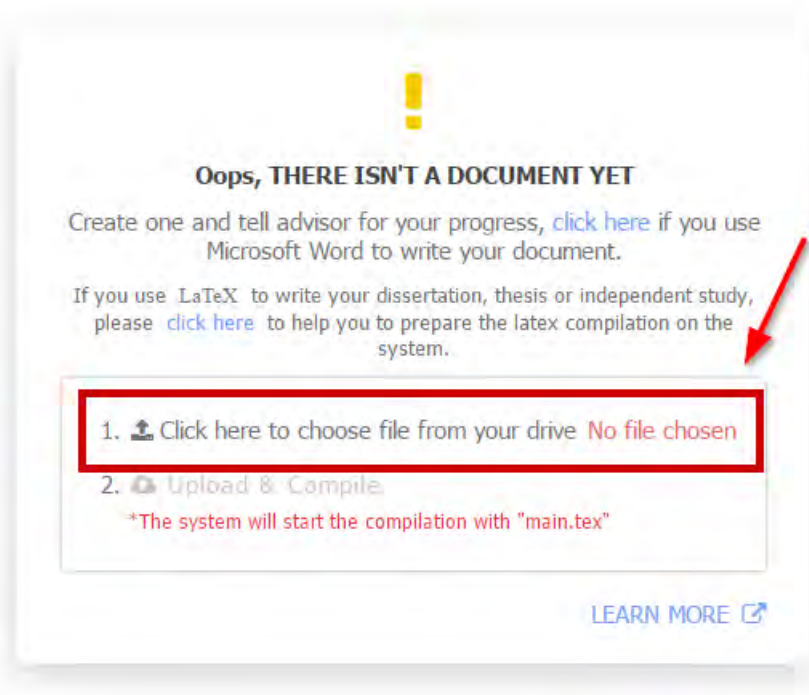 Oops, THERE ISN'T A DOCUMENT YET
Create one and tell advisor for your progress, click here if you use
Microsoft Word to write your document.
If you use LaTeX to write your dissertation, thesis or independent study,
please click here to help you to prepare the latex compilation on the
system.
1. Click here to choose file from your drive No file chosen
2. Upload & Compile
*The system will start the compilation with "main.tex"
LEARN MORE